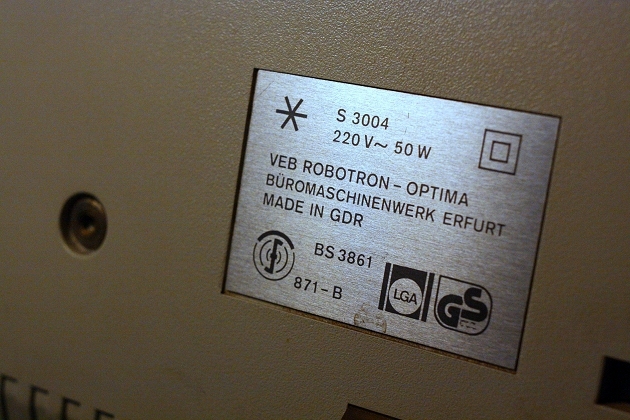 S 3004
220 V~ 50 W
VEB ROBOTRON - OPTIMA
BÜROMASCHINENWERK ERFURT
MADE IN GDR
BS 3861
871-B
LGA
GS